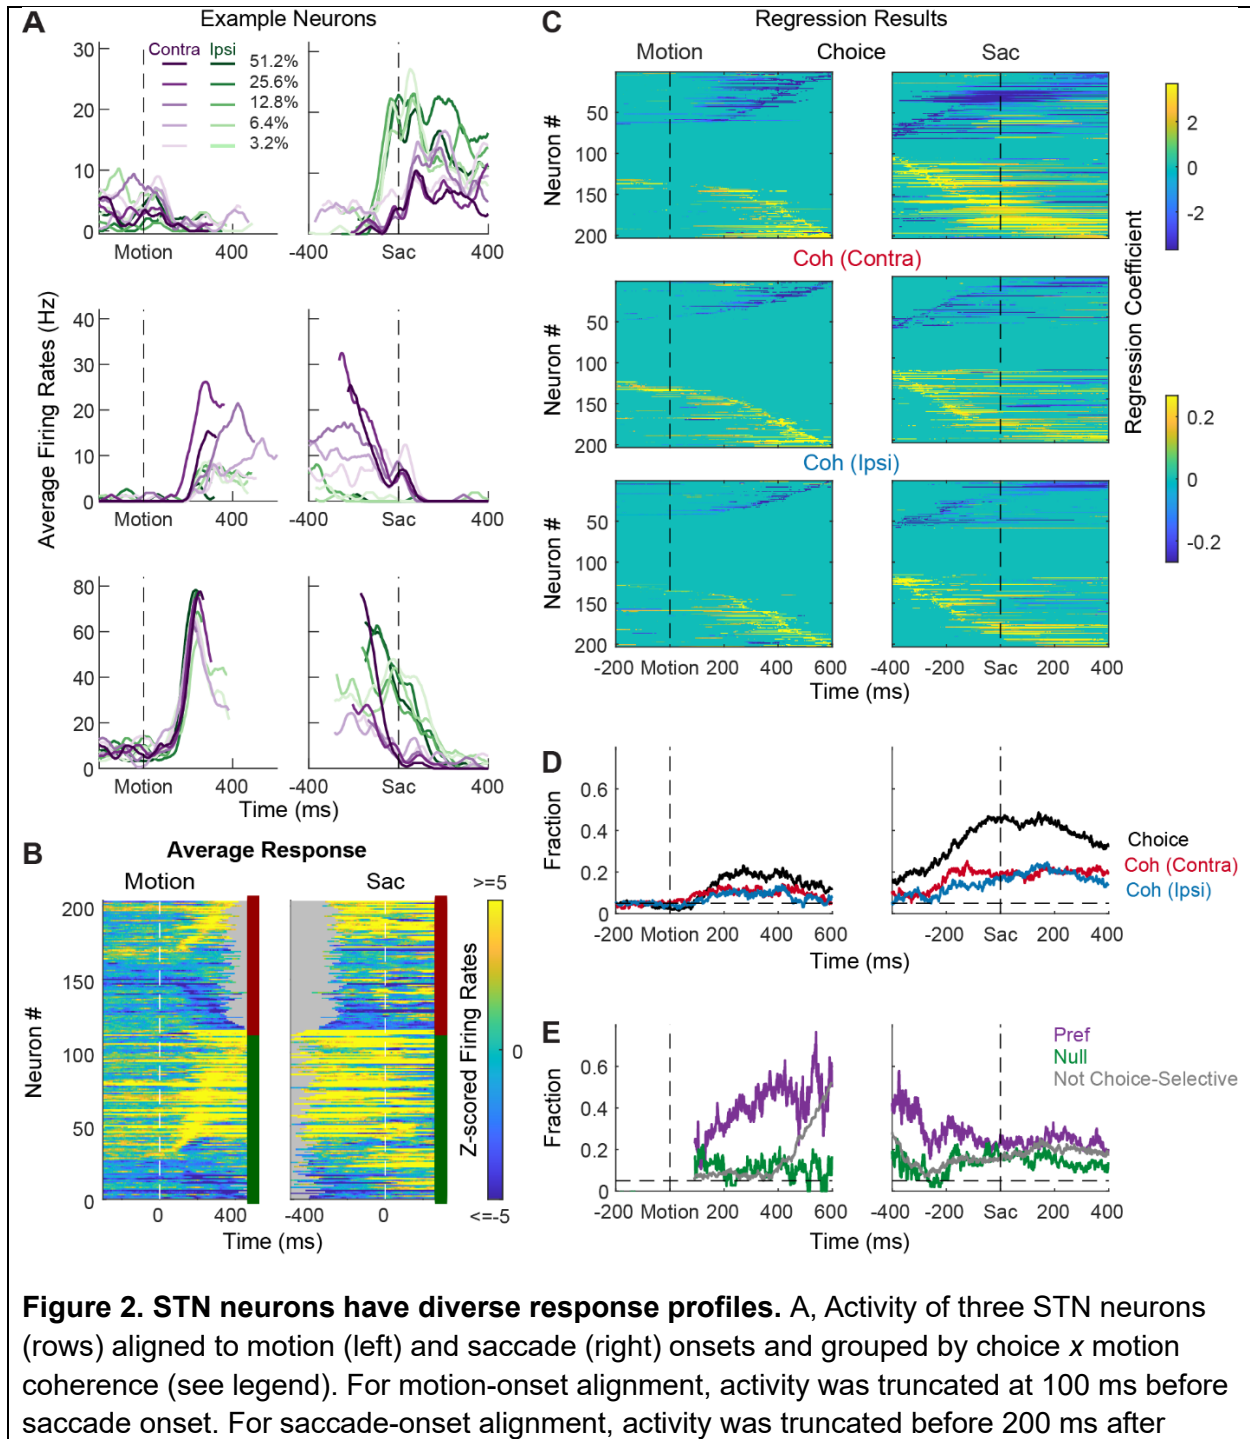 A
Example Neurons
Contra Ipsi
51.2%
25.6%
12.8%
6.4%
3.2%
30
20
10
0
Motion 400
-400 Sac 400
Average Firing Rates (Hz)
40
30
20
10
0
Motion 400
-400 Sac 400
80
60
40
20
0
Motion 400
-400 Sac 400
Time (ms)
B
Average Response
Motion Sac
>=5
200
150
100
50
0
Neuron #
0 400
-400 0
Time (ms)
Z-scored Firing Rates
0
<=-5
C
Regression Results
Motion Choice Sac
Neuron #
50
100
150
200
2
0
-2
Coh (Contra)
Neuron #
50
100
150
200
Regression Coefficient
Coh (Ipsi)
Neuron #
50
100
150
200
0.2
0
-0.2
-200 Motion 200 400 600
-400 -200 Sac 200 400
Time (ms)
D
Fraction
0.6
0.4
0.2
0
Choice
Coh (Contra)
Coh (Ipsi)
-200 Motion 200 400 600
-400 -200 Sac 200 400
Time (ms)
E
Fraction
0.6
0.4
0.2
0
Pref
Null
Not Choice-Selective
-200 Motion 200 400 600
-400 -200 Sac 200 400
Time (ms)
Figure 2. STN neurons have diverse response profiles. A, Activity of three STN neurons
(rows) aligned to motion (left) and saccade (right) onsets and grouped by choice x motion
coherence (see legend). For motion-onset alignment, activity was truncated at 100 ms before
saccade onset. For saccade-onset alignment, activity was truncated before 200 ms after